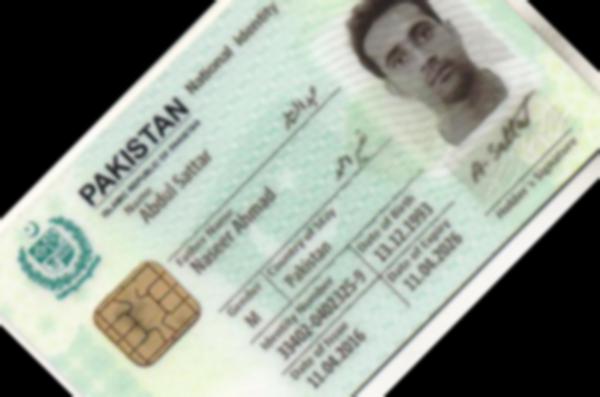 PAKISTAN National Identity
ISLAMIC REPUBLIC OF PAKISTAN
Name
Abdul Sattar
Father Name
Naseer Ahmad
Gender
M
Country of Stay
Pakistan
Identity Number
33402-0402325-9
Date of Birth
13.12.1993
Date of Issue
11.04.2016
Date of Expiry
11.04.2026
A. Sattar
Holder's Signature